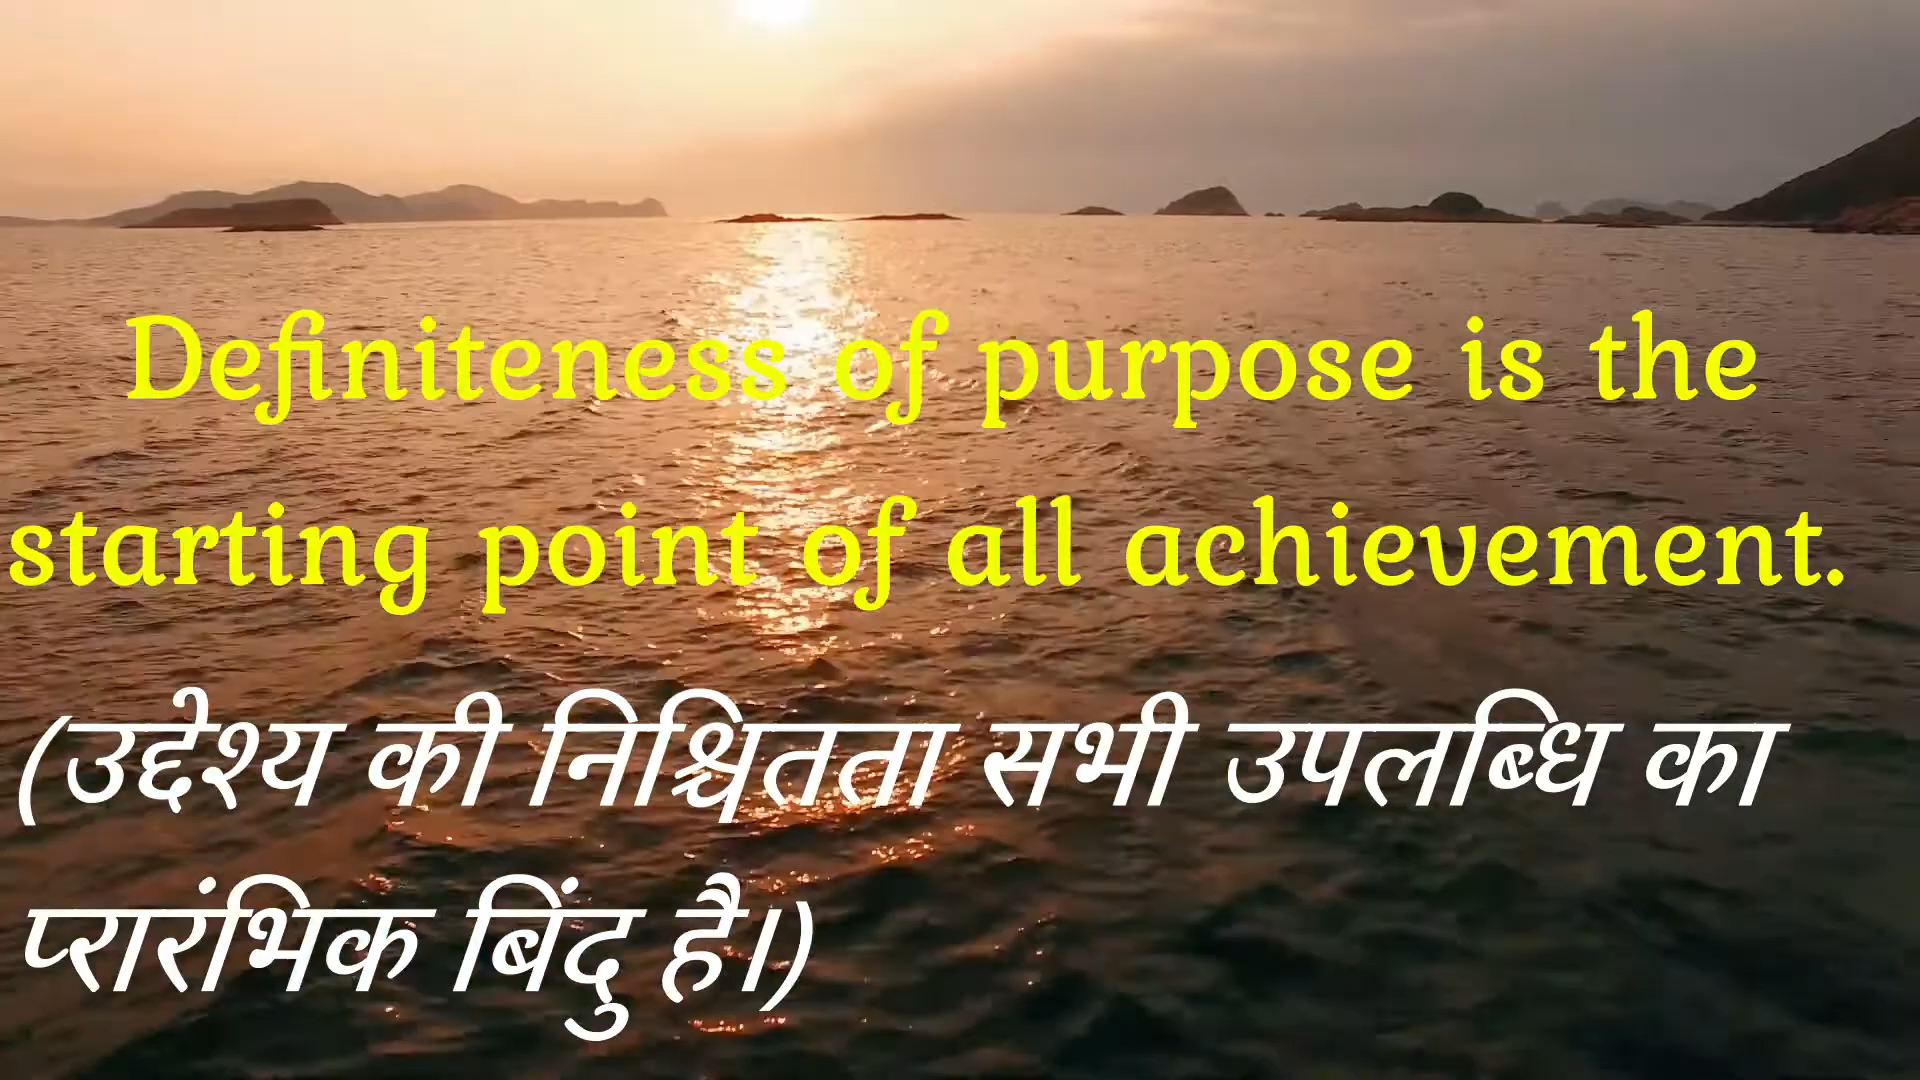 Definiteness of purpose is the
starting point of all achievement.
(उद्देश्य की निश्चितता सभी उपलब्धि का
प्रारंभिक बिंदु है।)